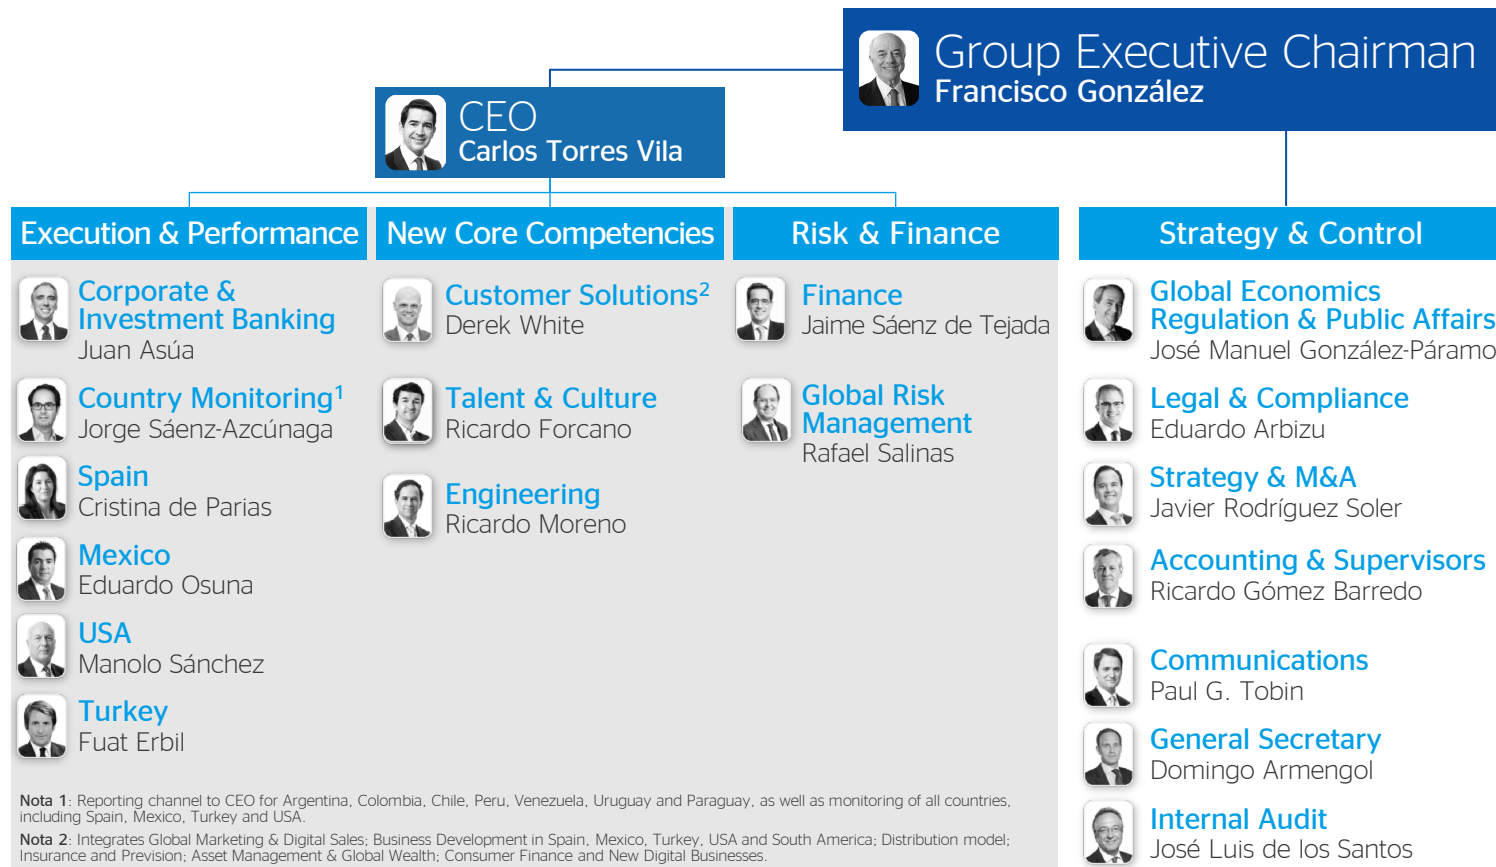 Group Executive Chairman
Francisco González
CEO
Carlos Torres Vila
Execution & Performance
Corporate &
Investment Banking
Juan Asúa
Country Monitoring¹
Jorge Sáenz-Azcúnaga
Spain
Cristina de Parias
Mexico
Eduardo Osuna
USA
Manolo Sánchez
Turkey
Fuat Erbil
New Core Competencies
Customer Solutions²
Derek White
Talent & Culture
Ricardo Forcano
Engineering
Ricardo Moreno
Risk & Finance
Finance
Jaime Sáenz de Tejada
Global Risk
Management
Rafael Salinas
Strategy & Control
Global Economics
Regulation & Public Affairs
José Manuel González-Páramo
Legal & Compliance
Eduardo Arbizu
Strategy & M&A
Javier Rodríguez Soler
Accounting & Supervisors
Ricardo Gómez Barredo
Communications
Paul G. Tobin
General Secretary
Domingo Armengol
Internal Audit
José Luis de los Santos
Nota 1: Reporting channel to CEO for Argentina, Colombia, Chile, Peru, Venezuela, Uruguay and Paraguay, as well as monitoring of all countries,
including Spain, Mexico, Turkey and USA.
Nota 2: Integrates Global Marketing & Digital Sales; Business Development in Spain, Mexico, Turkey, USA and South America; Distribution model;
Insurance and Prevision; Asset Management & Global Wealth; Consumer Finance and New Digital Businesses.